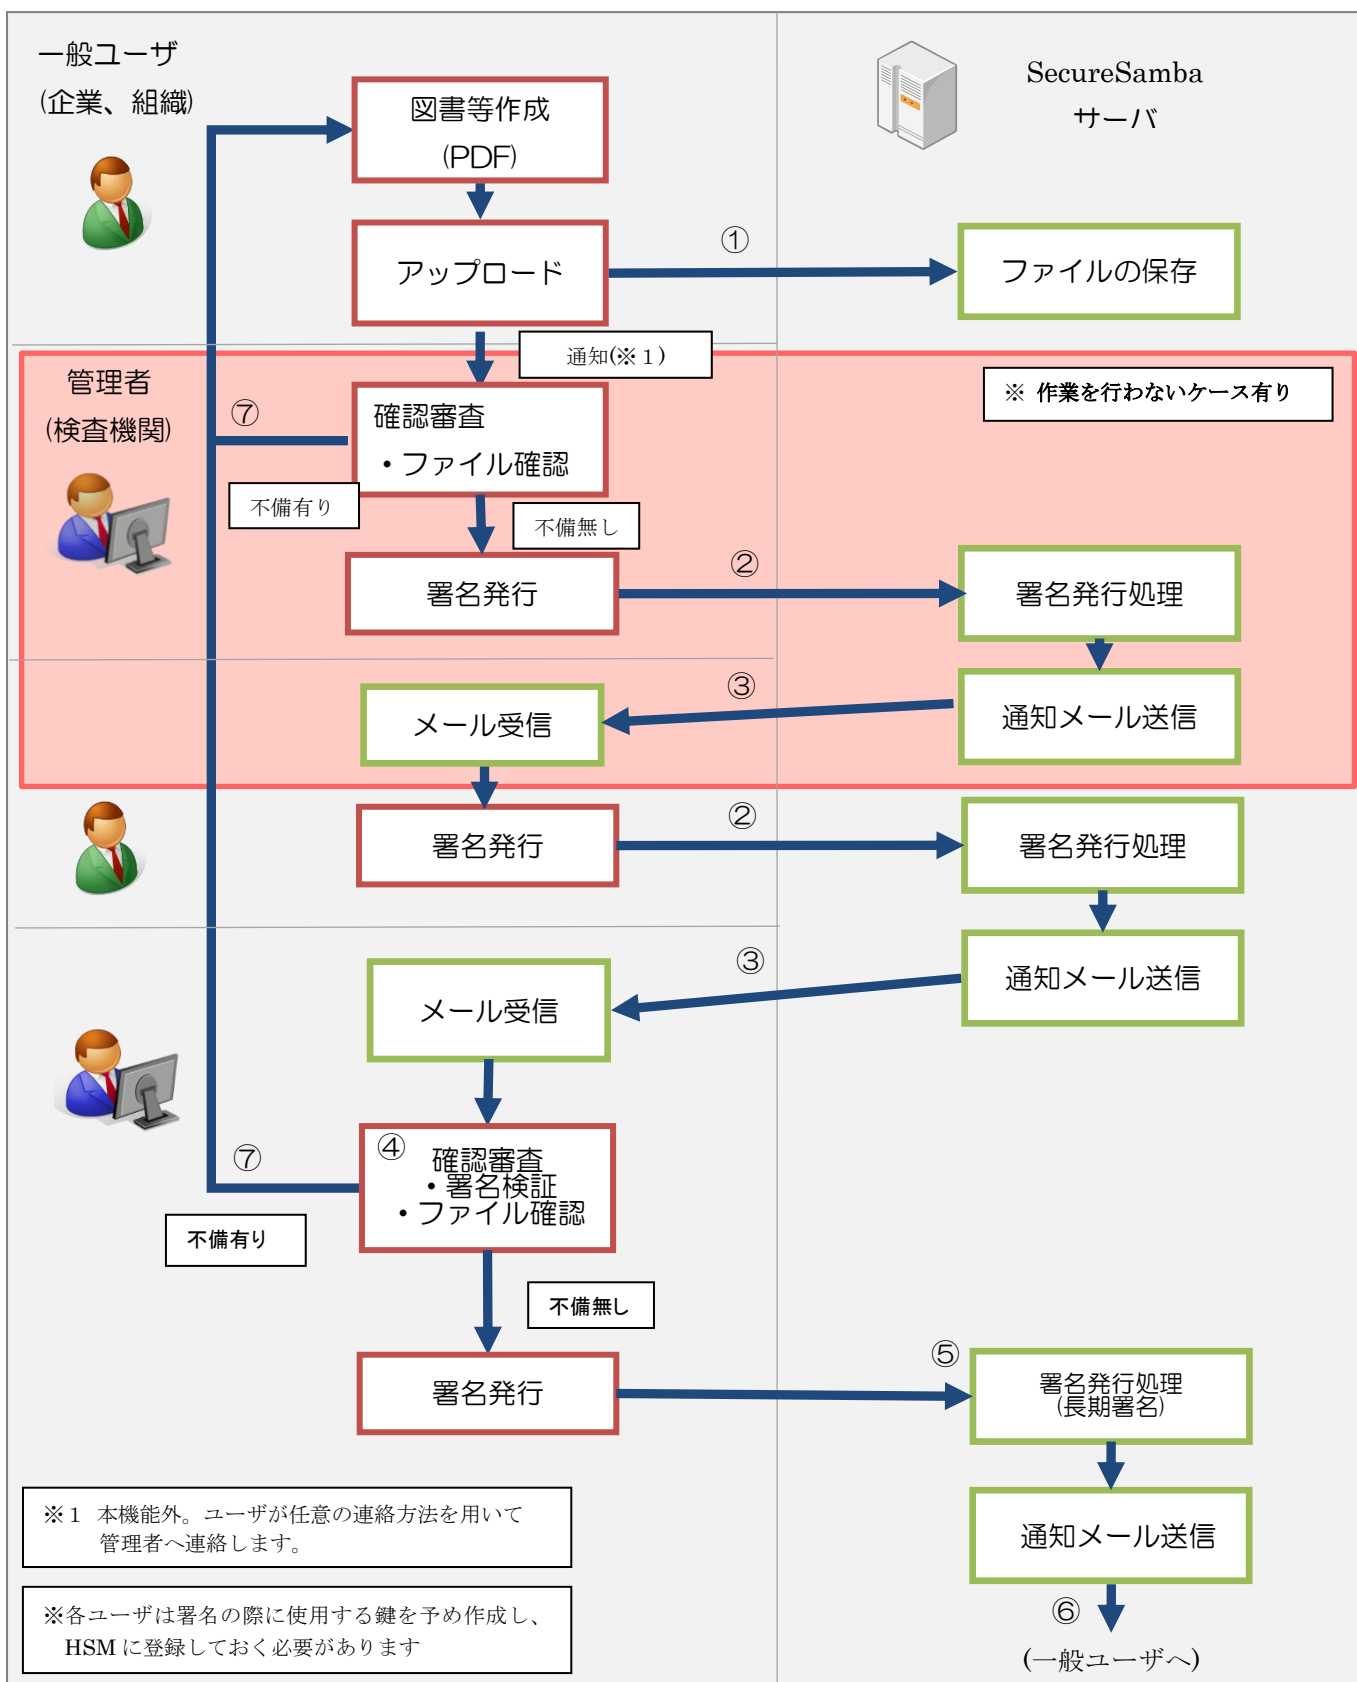 一般ユーザ
(企業、組織)
SecureSamba
サーバ
図書等作成
(PDF)
アップロード
①
ファイルの保存
通知(※１)
管理者
(検査機関)
⑦
確認審査
・ファイル確認
※ 作業を行わないケース有り
不備有り
不備無し
署名発行
②
署名発行処理
③
メール受信
通知メール送信
署名発行
②
署名発行処理
③
メール受信
通知メール送信
⑦
④
確認審査
・署名検証
・ファイル確認
不備有り
不備無し
署名発行
⑤
署名発行処理
(長期署名)
※１ 本機能外。ユーザが任意の連絡方法を用いて
管理者へ連絡します。
通知メール送信
※各ユーザは署名の際に使用する鍵を予め作成し、
HSM に登録しておく必要があります
⑥
(一般ユーザへ)